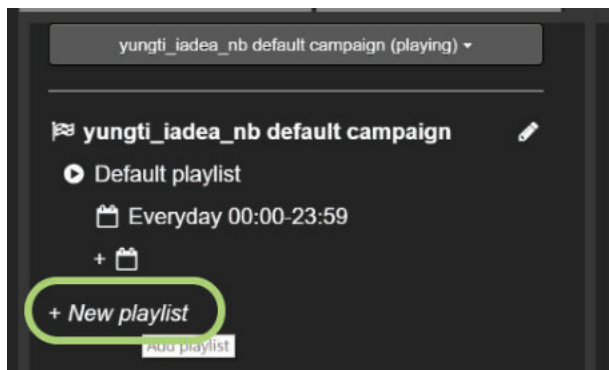 yungti_iadea_nb default campaign (playing)
yungti_iadea_nb default campaign
Default playlist
Everyday 00:00-23:59
+
+ New playlist
Add playlist